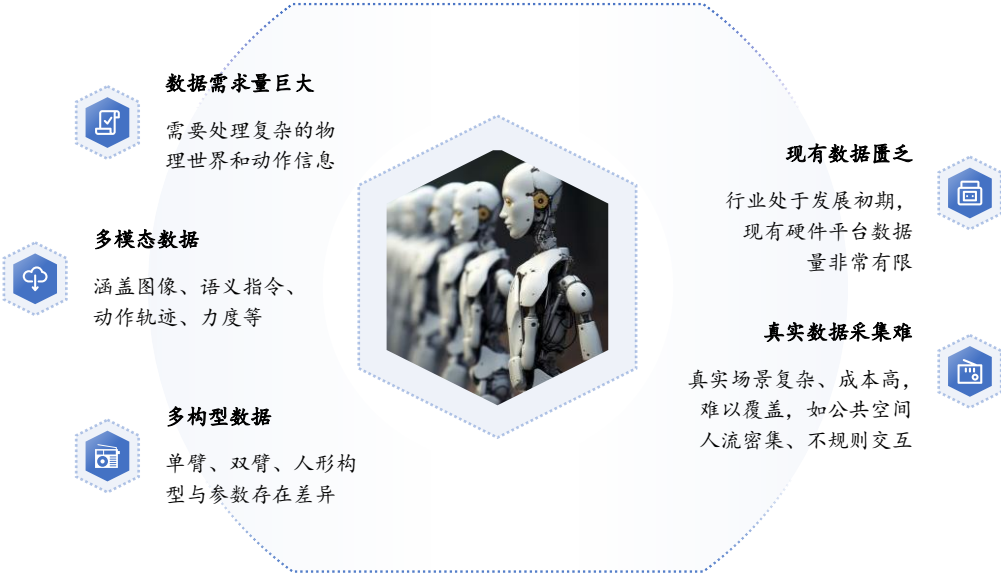 数据需求量巨大
需要处理复杂的物
理世界和动作信息
多模态数据
涵盖图像、语义指令、
动作轨迹、力度等
多构型数据
单臂、双臂、人形构
型与参数存在差异
现有数据匮乏
行业处于发展初期，
现有硬件平台数据
量非常有限
真实数据采集难
真实场景复杂、成本高，
难以覆盖，如公共空间
人流密集、不规则交互